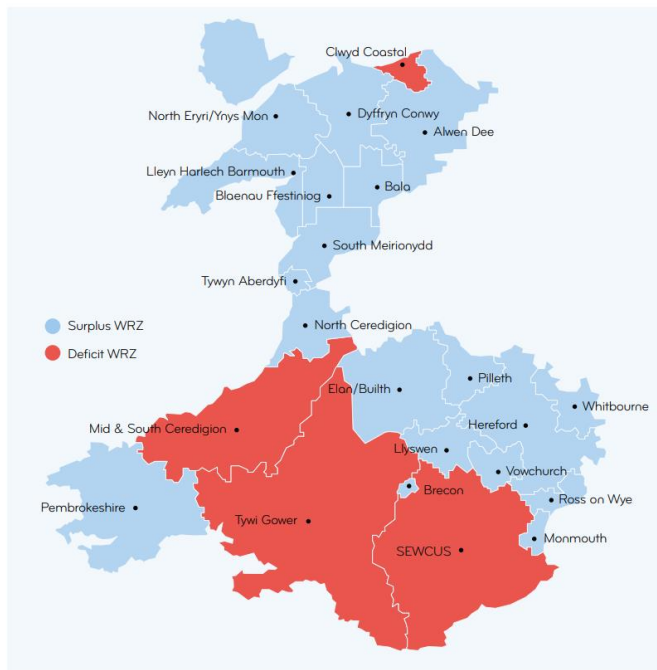 Clwyd Coastal
North Eryri/Ynys Mon
Dyffryn Conwy
Alwen Dee
Lleyn Harlech Barmouth
Bala
Blaenau Ffestiniog
South Meirionydd
Tywyn Aberdyfi
North Ceredigion
Surplus WRZ
Deficit WRZ
Pilleth
Elan/Builth
Whitbourne
Hereford
Mid & South Ceredigion
Llyswen
Vowchurch
Brecon
Ross on Wye
Pembrokeshire
Tywi Gower
Monmouth
SEWCUS